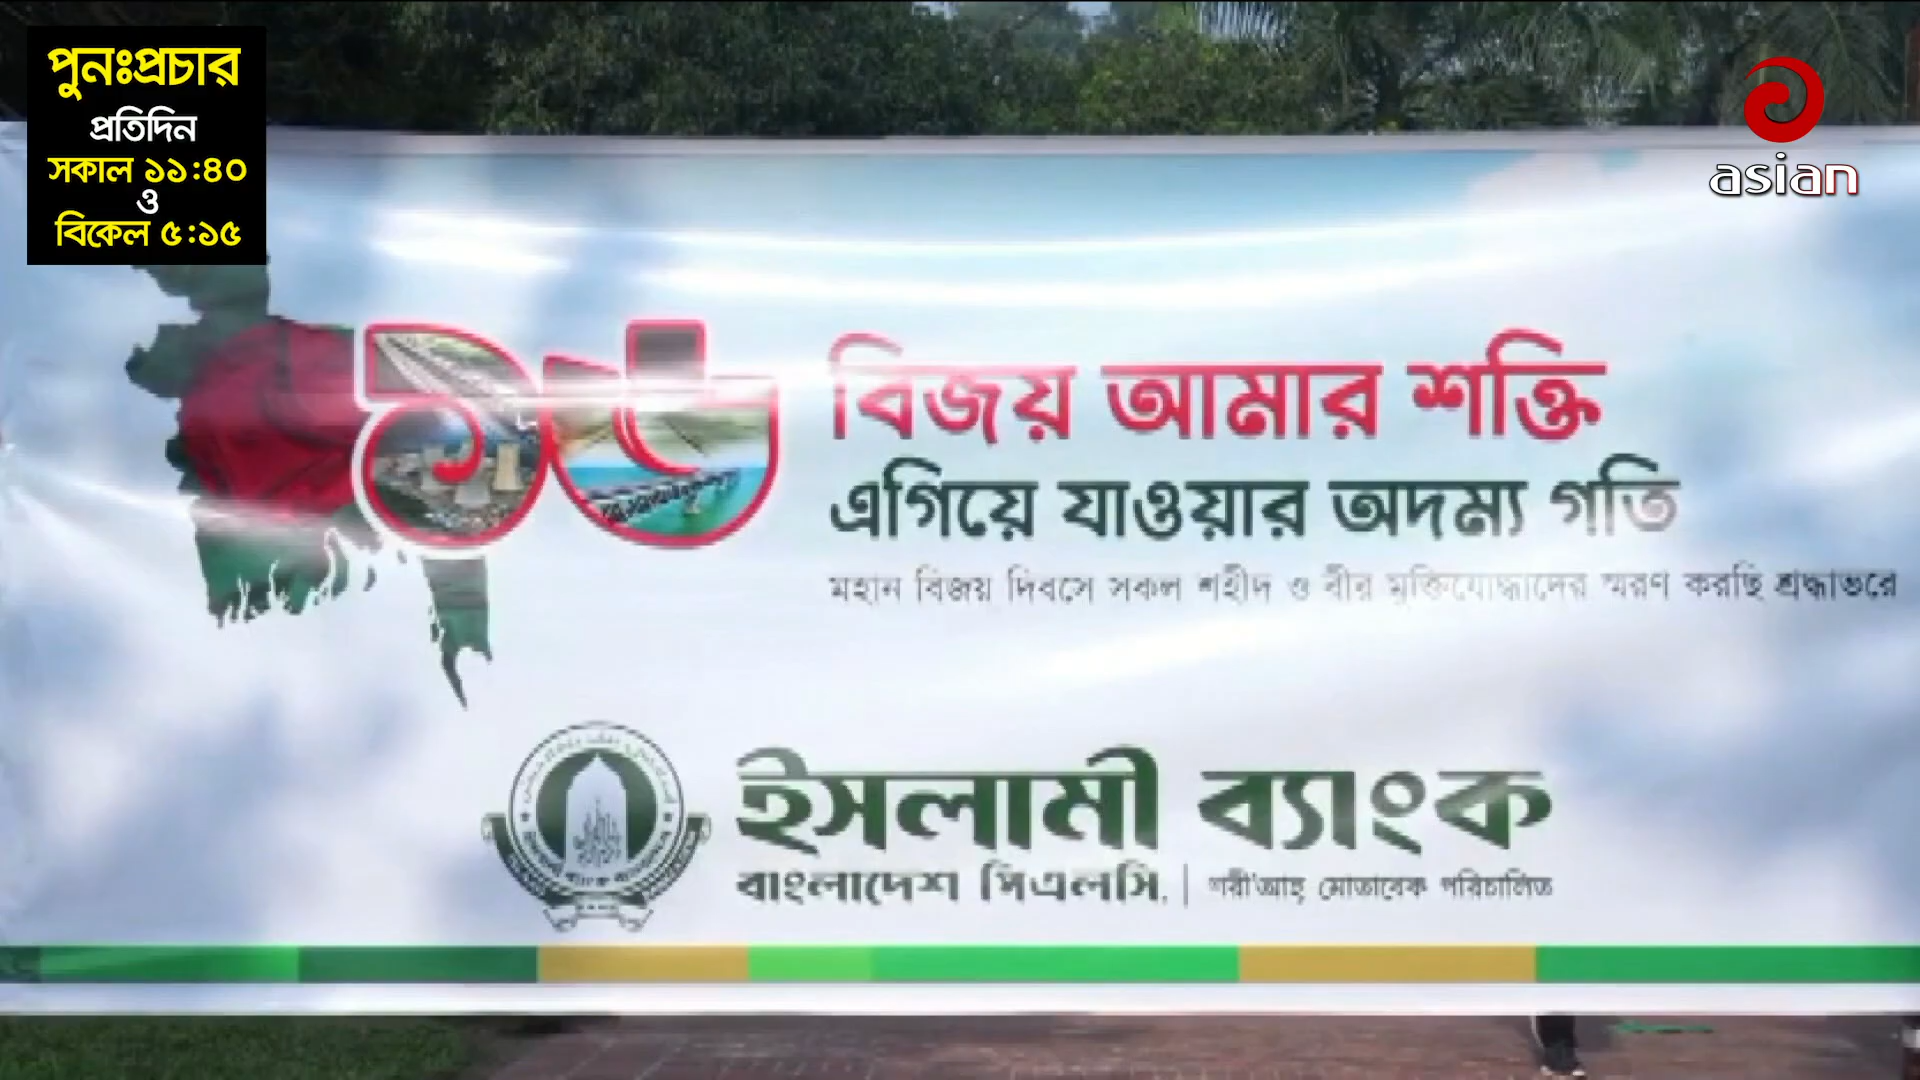 পুনঃপ্রচার
প্রতিদিন
সকাল ১১:৪০
ও
বিকেল ৫:১৫
asian
১৬
বিজয় আমার শক্তি
এগিয়ে যাওয়ার অদম্য গতি
মহান বিজয় দিবসে সকল শহীদ ও বীর মুক্তিযোদ্ধাদের স্মরণ করছি শ্রদ্ধাভরে
ইসলামী ব্যাংক
বাংলাদেশ পিএলসি. | শরী'আহ্ মোতাবেক পরিচালিত